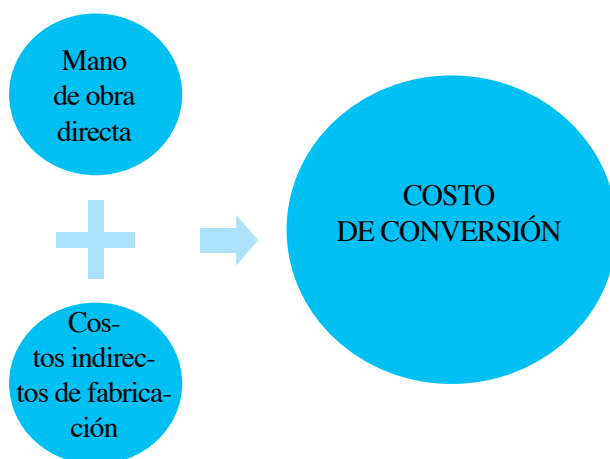 Mano
de obra
directa
Cos-
tos indirec-
tos de fabrica-
ción
COSTO
DE CONVERSIÓN